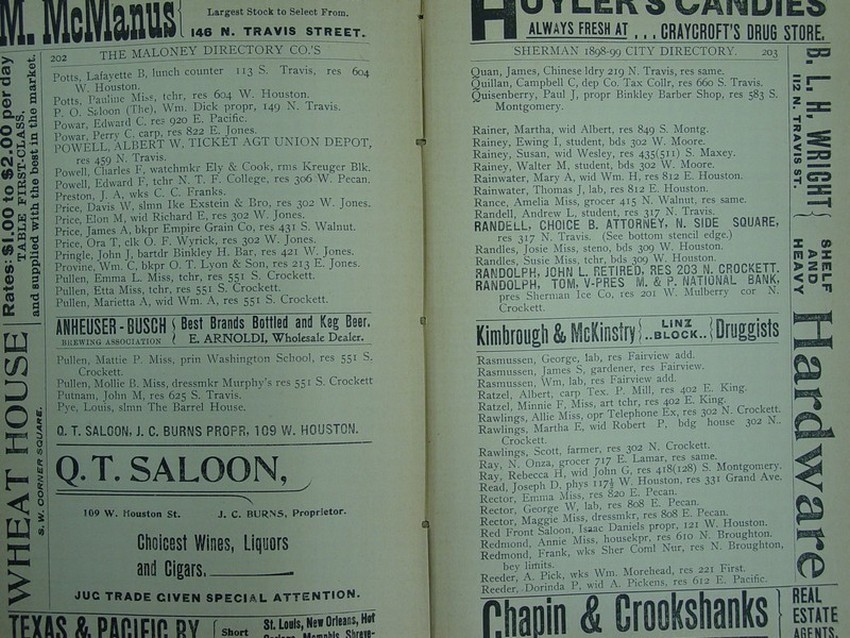 M. McManus
Largest Stock to Select From.
146 N. TRAVIS STREET.
202 THE MALONEY DIRECTORY CO.'S
Potts, Lafayette B, lunch counter 113 S. Travis, res 604
W. Houston.
Potts, Pauline Miss, tchr, res 604 W. Houston.
P. O. Saloon (The), Wm. Dick propr, 149 N. Travis.
Powar, Edward C, res 920 E. Pacific.
Powar, Perry C. carp, res 822 E. Jones.
POWELL, ALBERT W. TICKET AGT UNION DEPOT,
res 459 N. Travis.
Powell, Charles F, watchmkr Ely & Cook, rms Kreuger Blk.
Powell, Edward F, tchr N. T. F. College, res 306 W. Pecan.
Preston, J. A, wks C. C. Franks.
Price, Davis W, slmn Ike Exstein & Bro, res 302 W. Jones.
Price, Elon M, wid Richard E, res 302 W. Jones.
Price, James A, bkpr Empire Grain Co, res 431 S. Walnut.
Price, Ora T, clk O. F. Wyrick, res 302 W. Jones.
Pringle, John J, bartdr Binkley H. Bar, res 421 W. Jones.
Provine, Wm. C, bkpr O. T. Lyon & Son, res 213 E. Jones.
Pullen, Emma L. Miss, tchr, res 551 S. Crockett.
Pullen, Etta Miss, tchr, res 551 S. Crockett.
Pullen, Marietta A, wid Wm. A, res 551 S. Crockett.
ANHEUSER-BUSCH
BREWING ASSOCIATION
Best Brands Bottled and Keg Beer.
E. ARNOLDI, Wholesale Dealer.
Pullen, Mattie P. Miss, prin Washington School, res 551 S.
Crockett.
Pullen, Mollie B. Miss, dressmkr Murphy's res 551 S. Crockett
Putnam, John M, res 625 S. Travis.
Pye, Louis, slmn The Barrel House.
Q. T. SALOON, J. C. BURNS PROPR, 109 W. HOUSTON.
Q. T. SALOON,
109 W. Houston St. J. C. BURNS, Proprietor.
Choicest Wines, Liquors
and Cigars.
JUG TRADE GIVEN SPECIAL ATTENTION.
TEXAS & PACIFIC RY
Short
St. Louis, New Orleans, Hot
Rates: $1.00 to $2.00 per day
TABLE FIRST-CLASS,
and supplied with the best in the market.
WHEAT HOUSE
S. W. CORNER SQUARE.
HUYLER'S CANDIES
ALWAYS FRESH AT ... CRAYCROFT'S DRUG STORE.
SHERMAN 1898-99 CITY DIRECTORY. 203
Quan, James, Chinese ldry 219 N. Travis, res same.
Quillan, Campbell C, dep Co. Tax Collr, res 660 S. Travis.
Quisenberry, Paul J, propr Binkley Barber Shop, res 583 S.
Montgomery.
Rainer, Martha, wid Albert, res 849 S. Montg.
Rainey, Ewing I, student, bds 302 W. Moore.
Rainey, Susan, wid Wesley, res 435(511) S. Maxey.
Rainey, Walter M, student, bds 302 W. Moore.
Rainwater, Mary A, wid Wm. H, res 812 E. Houston.
Rainwater, Thomas J, lab, res 812 E. Houston.
Rance, Amelia Miss, grocer 415 N. Walnut, res same.
Randell, Andrew L, student, res 317 N. Travis.
RANDELL, CHOICE B. ATTORNEY, N. SIDE SQUARE,
res 317 N. Travis. (See bottom stencil edge.)
Randles, Josie Miss, steno, bds 309 W. Houston.
Randles, Susie Miss, tchr, bds 309 W. Houston.
RANDOLPH, JOHN L. RETIRED, RES 203 N. CROCKETT.
RANDOLPH, TOM, V-PRES M. & P. NATIONAL BANK,
pres Sherman Ice Co, res 201 W. Mulberry cor N.
Crockett.
Kimbrough & McKinstry
LINZ
..BLOCK..
Druggists
Rasmussen, George, lab, res Fairview add.
Rasmussen, James S, gardener, res Fairview.
Rasmussen, Wm, lab, res Fairview add.
Ratzel, Albert, carp Tex. P. Mill, res 402 E. King.
Ratzel, Minnie F, Miss, art tchr, res 402 E. King.
Rawlings, Allie Miss, opr Telephone Ex, res 302 N. Crockett.
Rawlings, Martha E, wid Robert P, bdg house 302 N..
Crockett.
Rawlings, Scott, farmer, res 302 N. Crockett.
Ray, N. Onza, grocer 717 E. Lamar, res same.
Ray, Rebecca H, wid John G, res 418(128) S. Montgomery.
Read, Joseph D, phys 117½ W. Houston, res 331 Grand Ave.
Rector, Emma Miss, res 820 E. Pecan.
Rector, George W, lab, res 808 E. Pecan.
Rector, Maggie Miss, dressmkr, res 808 E. Pecan.
Red Front Saloon, Isaac Daniels propr, 121 W. Houston.
Redmond, Annie Miss, housekpr, res 610 N. Broughton.
Redmond, Frank, wks Sher Coml Nur, res N. Broughton,
bey limits.
Reeder, A. Pick, wks Wm. Morehead, res 221 First.
Reeder, Dorinda P, wid A. Pickens, res 612 E. Pacific.
Chapin & Crookshanks
REAL
ESTATE
AGENTS.
B. L. H. WRIGHT
112 N. TRAVIS ST.
SHELF
AND
HEAVY
Hardware